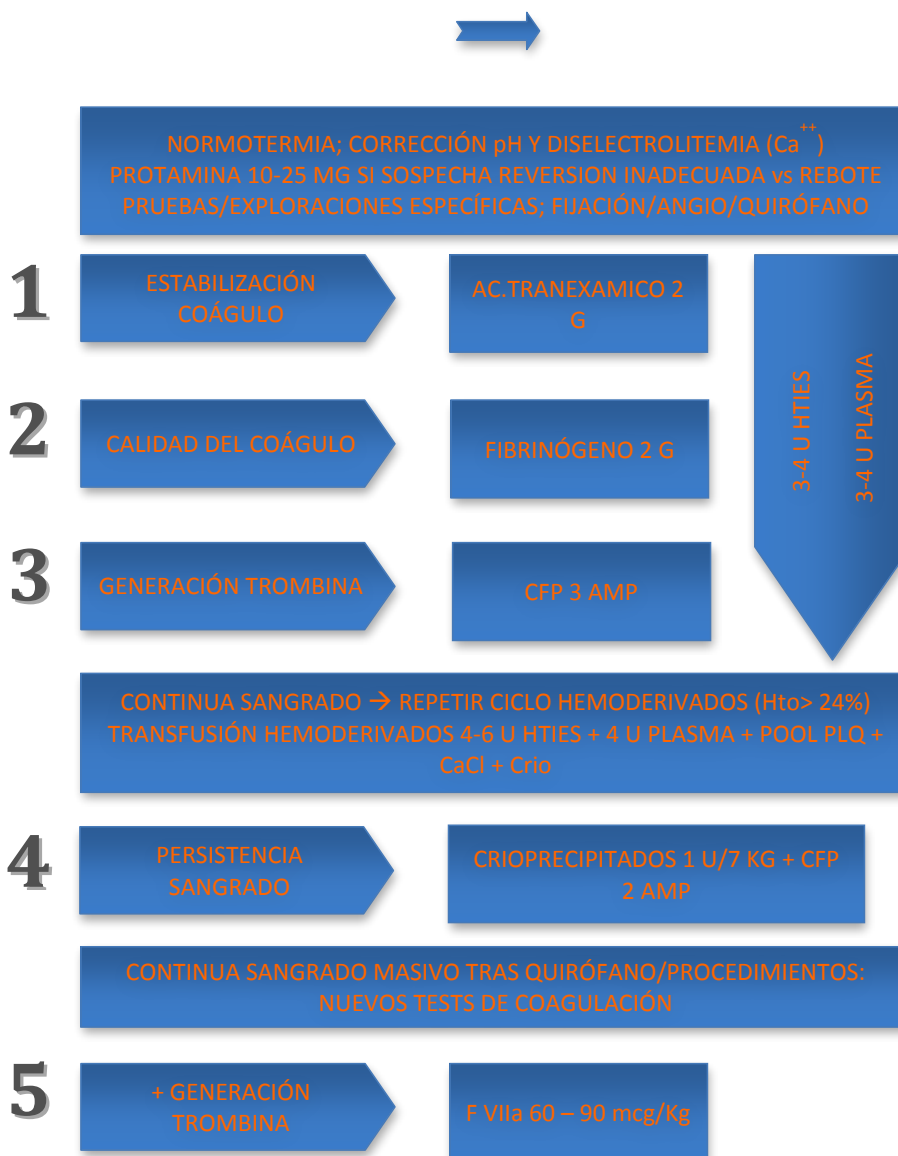 NORMOTERMIA; CORRECCIÓN pH Y DISELECTROLITEMIA (Ca++)
PROTAMINA 10-25 MG SI SOSPECHA REVERSION INADECUADA vs REBOTE
PRUEBAS/EXPLORACIONES ESPECÍFICAS; FIJACIÓN/ANGIO/QUIRÓFANO
1
ESTABILIZACIÓN
COÁGULO
AC.TRANEXAMICO 2
G
3-4 U HTIES
3-4 U PLASMA
2
CALIDAD DEL COÁGULO
FIBRINÓGENO 2 G
3
GENERACIÓN TROMBINA
CFP 3 AMP
CONTINUA SANGRADO → REPETIR CICLO HEMODERIVADOS (Hto> 24%)
TRANSFUSIÓN HEMODERIVADOS 4-6 U HTIES + 4 U PLASMA + POOL PLQ +
CaCl + Crio
4
PERSISTENCIA
SANGRADO
CRIOPRECIPITADOS 1 U/7 KG + CFP
2 AMP
CONTINUA SANGRADO MASIVO TRAS QUIRÓFANO/PROCEDIMIENTOS:
NUEVOS TESTS DE COAGULACIÓN
5
+ GENERACIÓN
TROMBINA
F VIIa 60 – 90 mcg/Kg